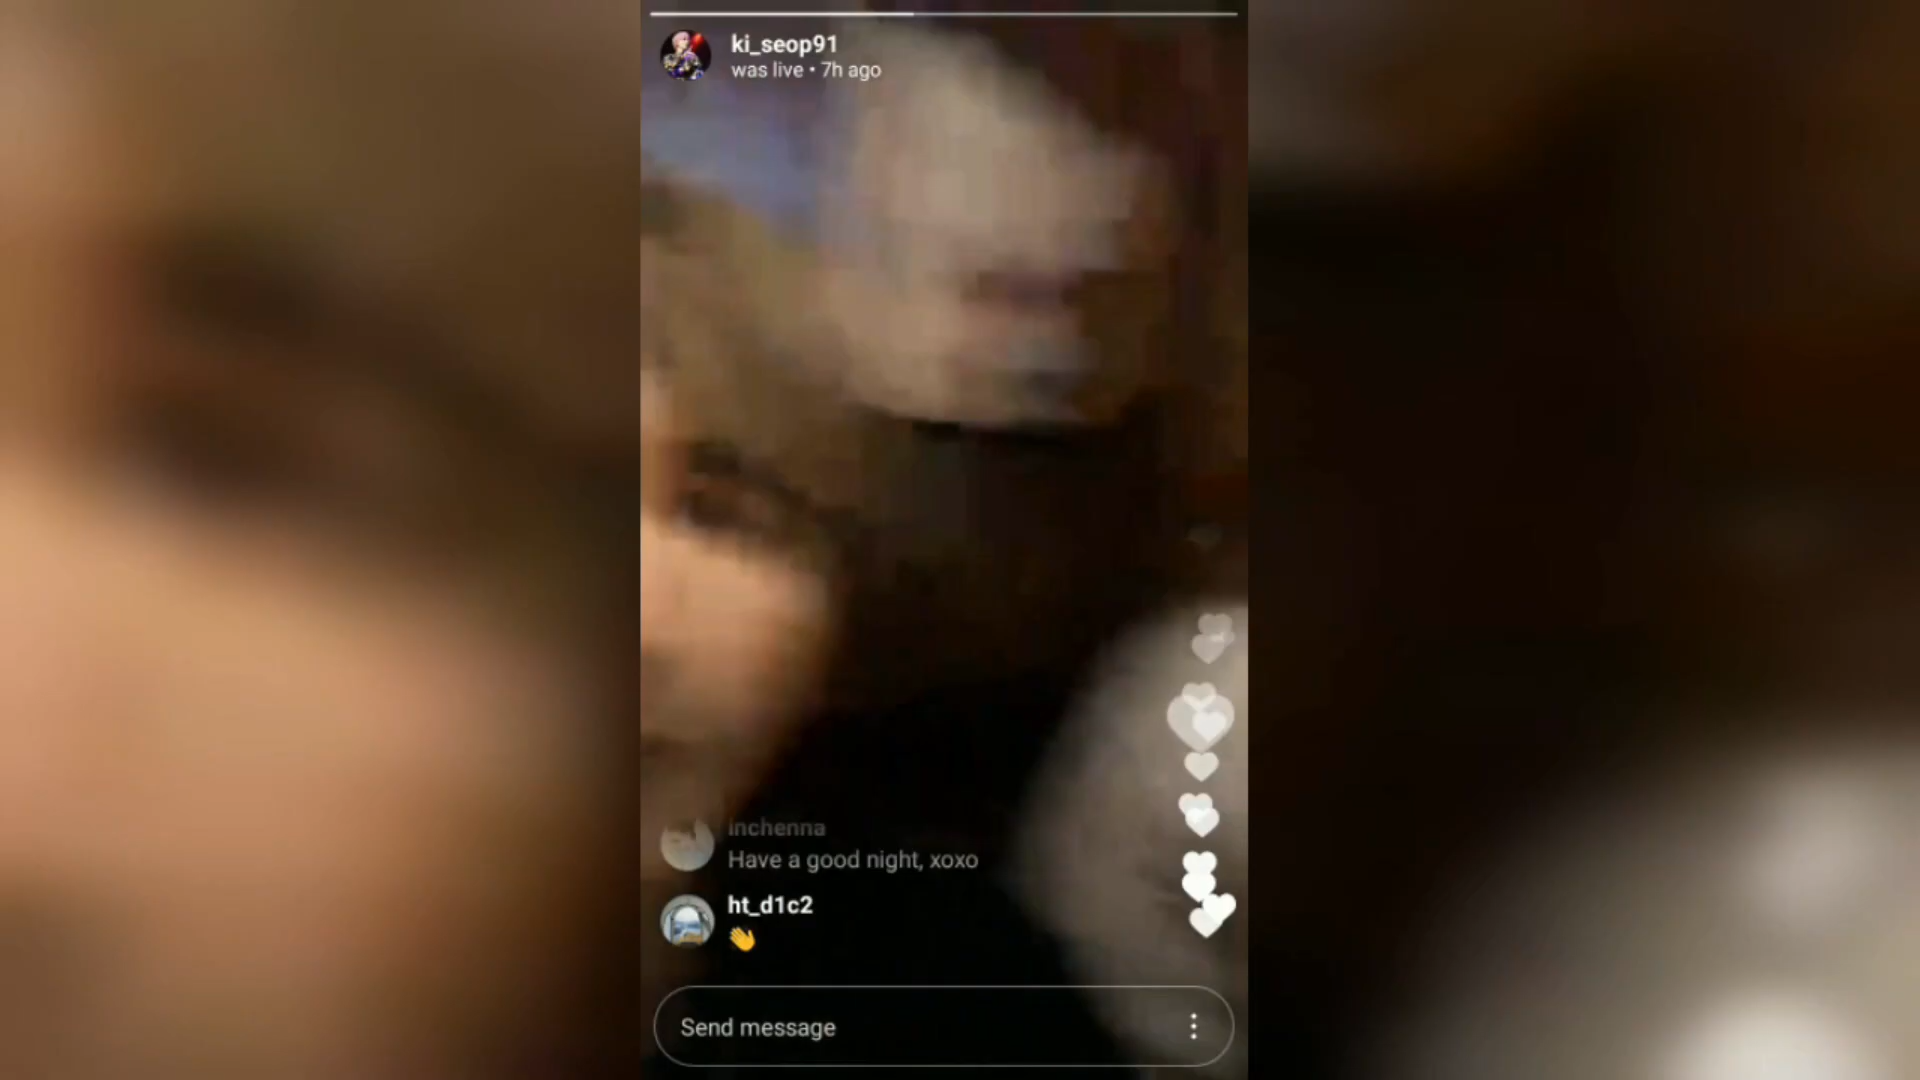 ki_seop91
was live • 7h ago
inchenna
Have a good night, xoxo
ht_d1c2
👋
Send message